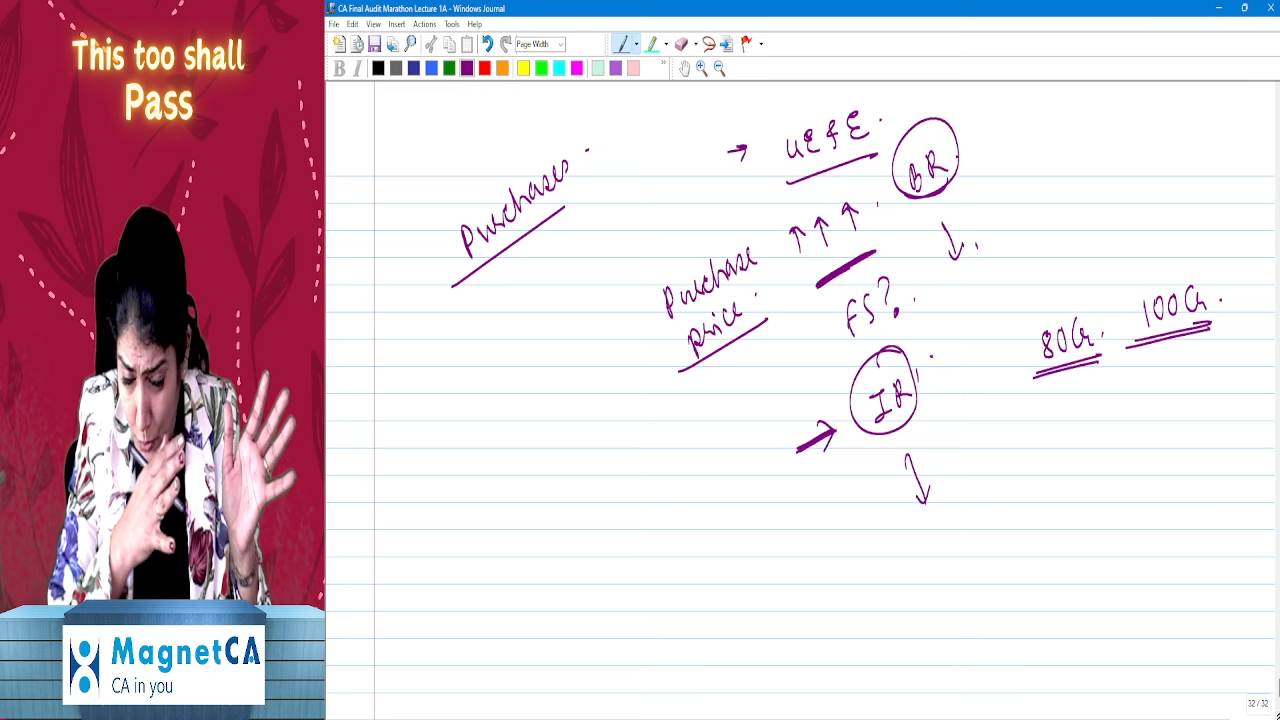 This too shall
Pass
MagnetCA
CA in you
CA Final Audit Marathon Lecture 1A - Windows Journal
File Edit View Insert Actions Tools Help
Page Width
B I
Purchases.
→ UE & E.
BR
↑ ↑ ↑
↓
Purchase
price.
FS?
80Cr. 100Cr.
IR
→
↓
32 / 32